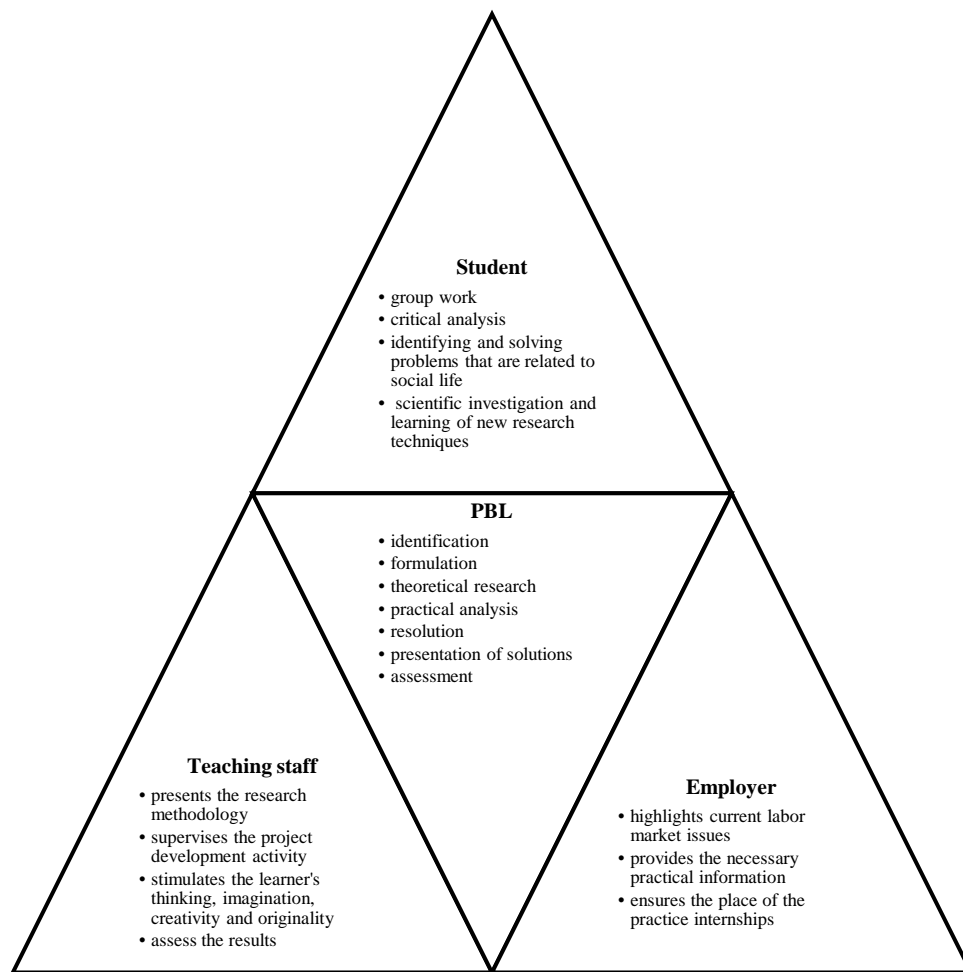 Student
• group work
• critical analysis
• identifying and solving
problems that are related to
social life
• scientific investigation and
learning of new research
techniques
PBL
• identification
• formulation
• theoretical research
• practical analysis
• resolution
• presentation of solutions
• assessment
Teaching staff
• presents the research
methodology
• supervises the project
development activity
• stimulates the learner's
thinking, imagination,
creativity and originality
• assess the results
Employer
• highlights current labor
market issues
• provides the necessary
practical information
• ensures the place of the
practice internships